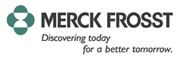 MERCK FROSST
Discovering today
for a better tomorrow.